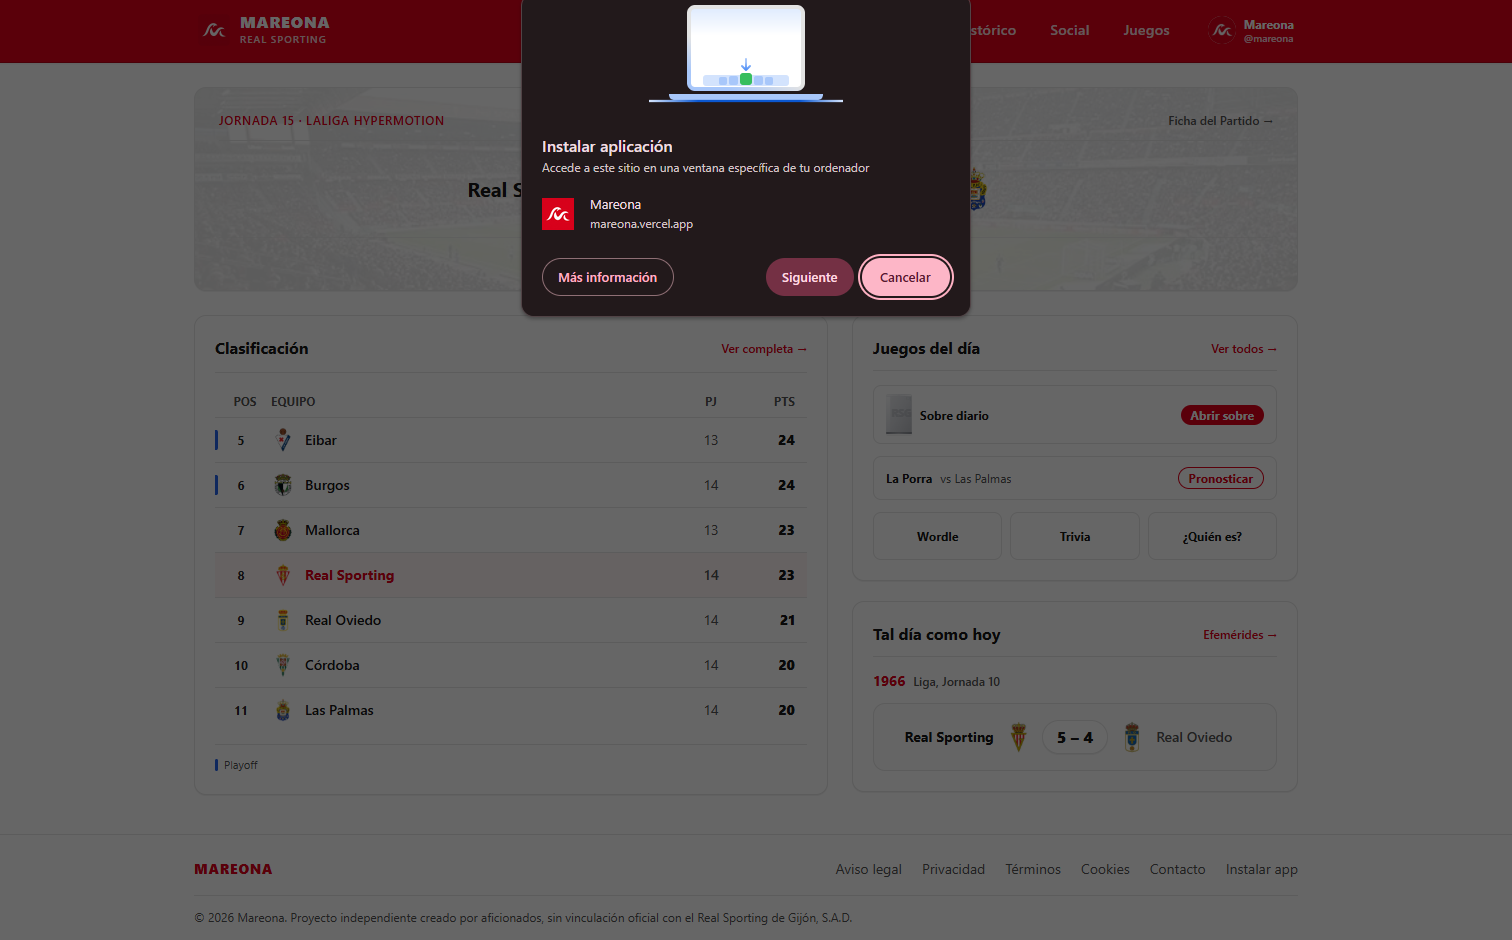 MAREONA
REAL SPORTING
stórico
Social
Juegos
Mareona
@mareona
JORNADA 15 · LALIGA HYPERMOTION
Ficha del Partido →
Real S
Instalar aplicación
Accede a este sitio en una ventana específica de tu ordenador
Mareona
mareona.vercel.app
Más información
Siguiente
Cancelar
Clasificación
Ver completa →
POS EQUIPO PJ PTS
5 Eibar 13 24
6 Burgos 14 24
7 Mallorca 13 23
8 Real Sporting 14 23
9 Real Oviedo 14 21
10 Córdoba 14 20
11 Las Palmas 14 20
Playoff
Juegos del día
Ver todos →
Sobre diario
Abrir sobre
La Porra vs Las Palmas
Pronosticar
Wordle
Trivia
¿Quién es?
Tal día como hoy
Efemérides →
1966 Liga, Jornada 10
Real Sporting 5 – 4 Real Oviedo
MAREONA
Aviso legal
Privacidad
Términos
Cookies
Contacto
Instalar app
© 2026 Mareona. Proyecto independiente creado por aficionados, sin vinculación oficial con el Real Sporting de Gijón, S.A.D.